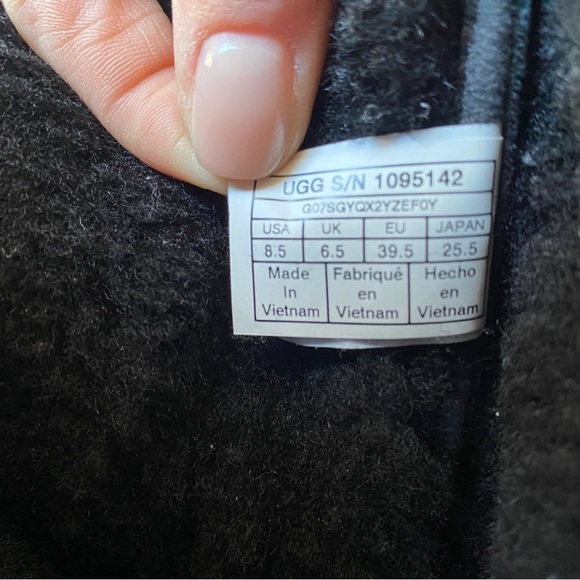 UGG S/N 1095142
G07SGYQX2YZEF0Y
USA UK EU JAPAN
8.5 6.5 39.5 25.5
Made Fabriqué Hecho
In en en
Vietnam Vietnam Vietnam